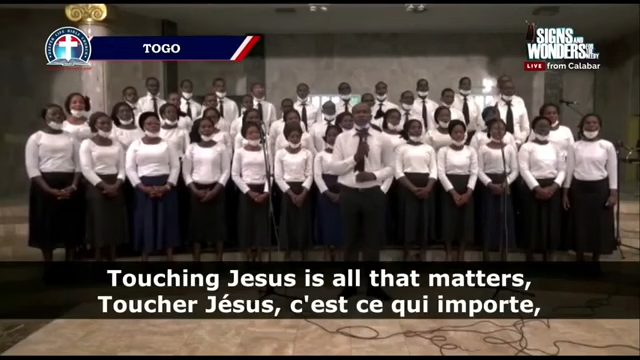 TOGO
SIGNS AND
WONDERS
LIVE from Calabar
Touching Jesus is all that matters,
Toucher Jésus, c'est ce qui importe,